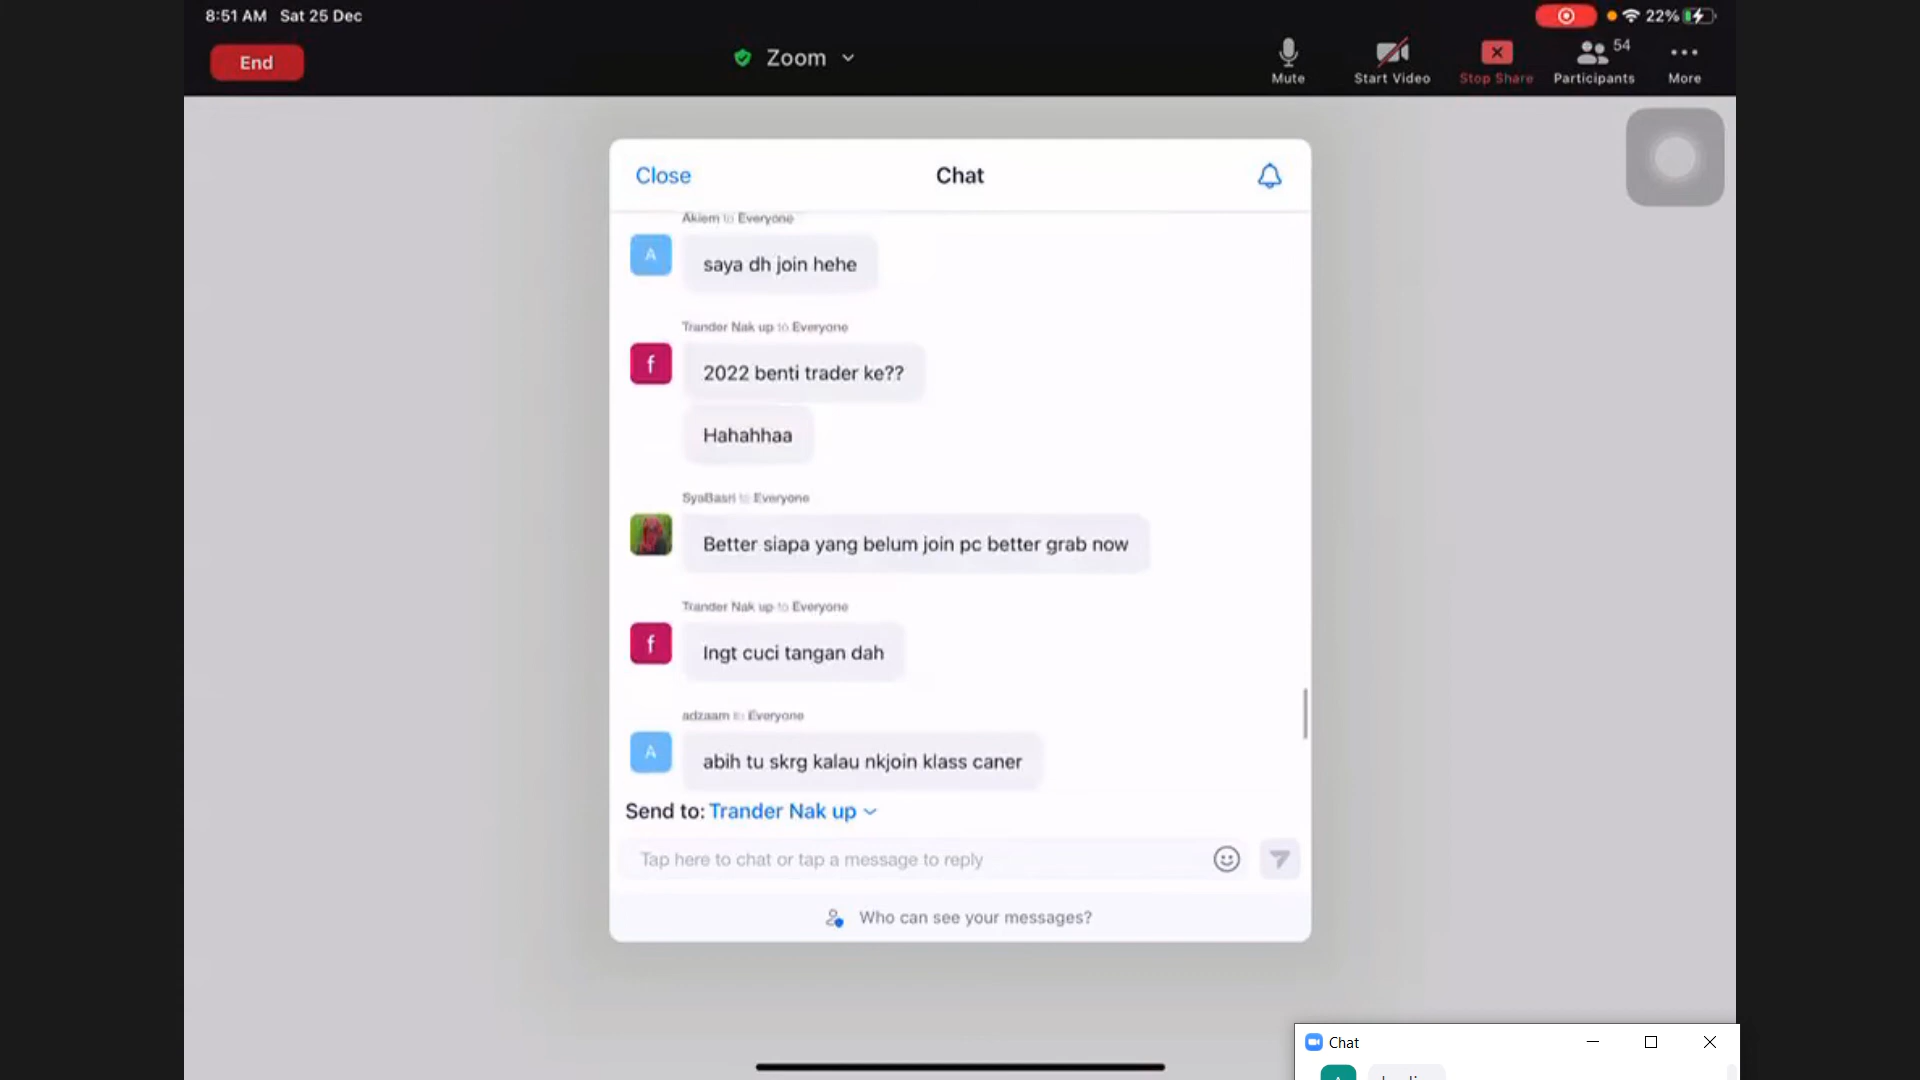 8:51 AM Sat 25 Dec
22%
End
Zoom
Mute
Start Video
Stop Share
54
Participants
More
Close
Chat
Akiem to Everyone
A
saya dh join hehe
Trander Nak up to Everyone
f
2022 benti trader ke??
Hahahhaa
SyaBasri to Everyone
Better siapa yang belum join pc better grab now
Trander Nak up to Everyone
f
Ingt cuci tangan dah
adzaam to Everyone
A
abih tu skrg kalau nkjoin klass caner
Send to: Trander Nak up
Tap here to chat or tap a message to reply
Who can see your messages?
Chat